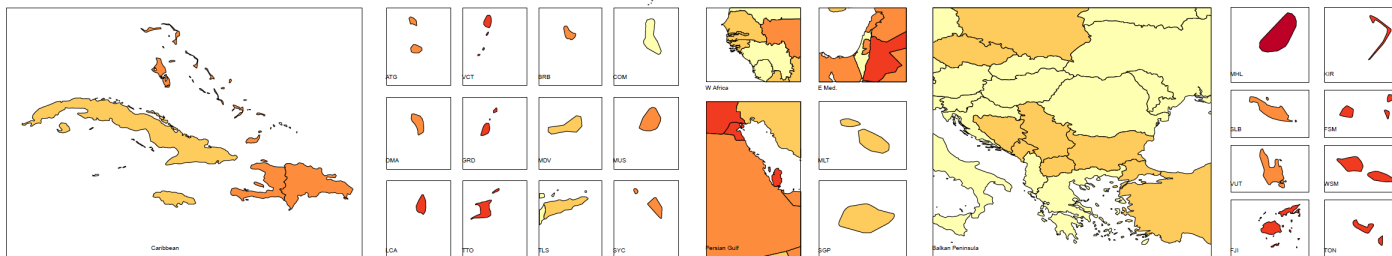 ATG
VCT
BRB
COM
W Africa
E Med.
MHL
KIR
DMA
GRD
MDV
MUS
MLT
SLB
FSM
VUT
WSM
Caribbean
LCA
TTO
TLS
SYC
Persian Gulf
SGP
Balkan Peninsula
FJI
TON